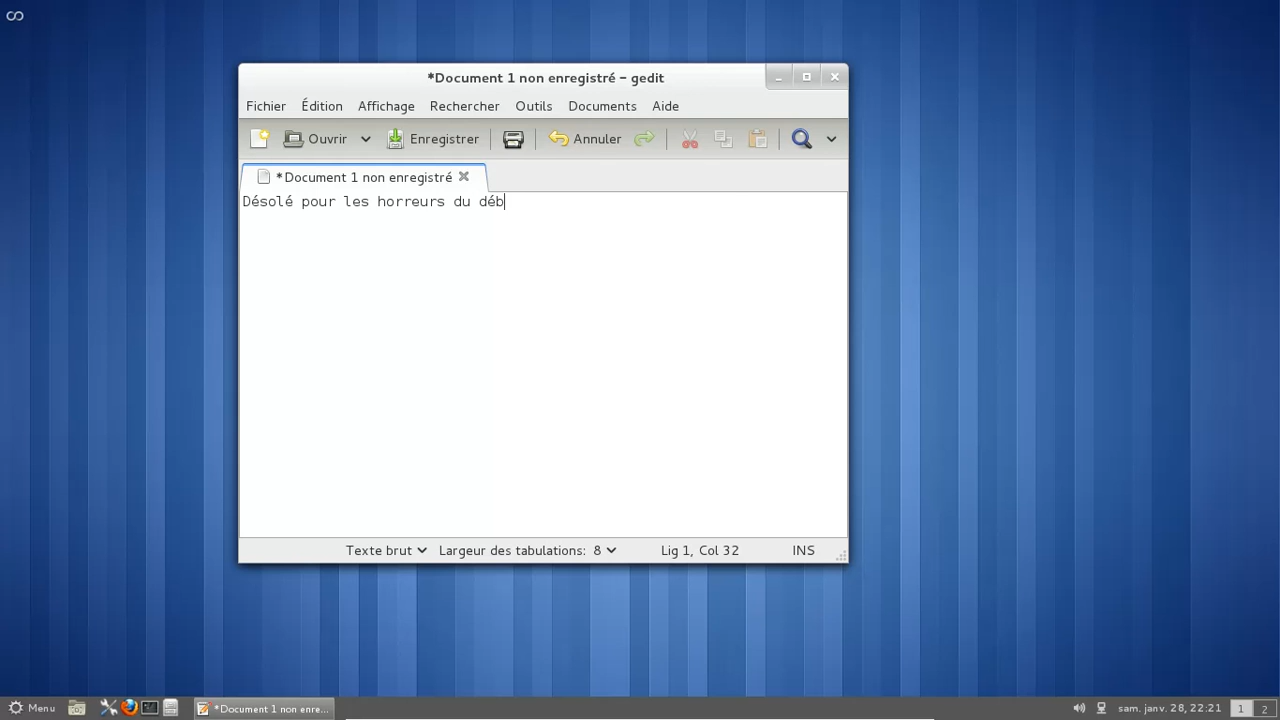 *Document 1 non enregistré – gedit
Fichier Édition Affichage Rechercher Outils Documents Aide
Ouvrir Enregistrer Annuler
*Document 1 non enregistré
Désolé pour les horreurs du déb
Texte brut Largeur des tabulations: 8 Lig 1, Col 32 INS
Menu *Document 1 non enre... sam. janv. 28, 22:21 1 2